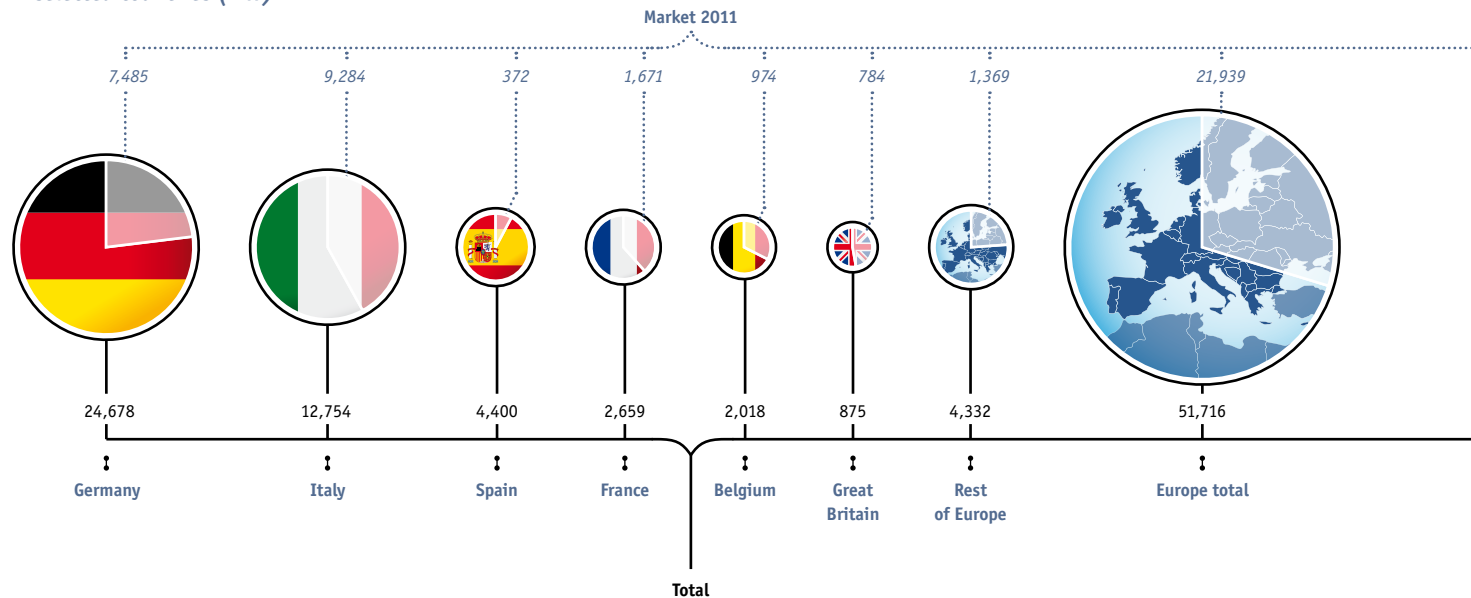 Market 2011
7,485 9,284 372 1,671 974 784 1,369 21,939
24,678 12,754 4,400 2,659 2,018 875 4,332 51,716
Germany Italy Spain France Belgium Great Rest Europe total
Britain of Europe
Total